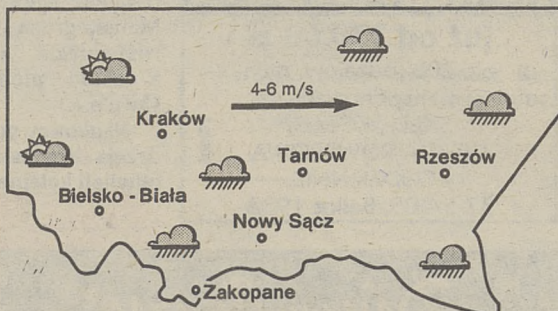 4-6 m/s
Kraków
Tarnów
Rzeszów
Bielsko - Biała
Nowy Sącz
Zakopane